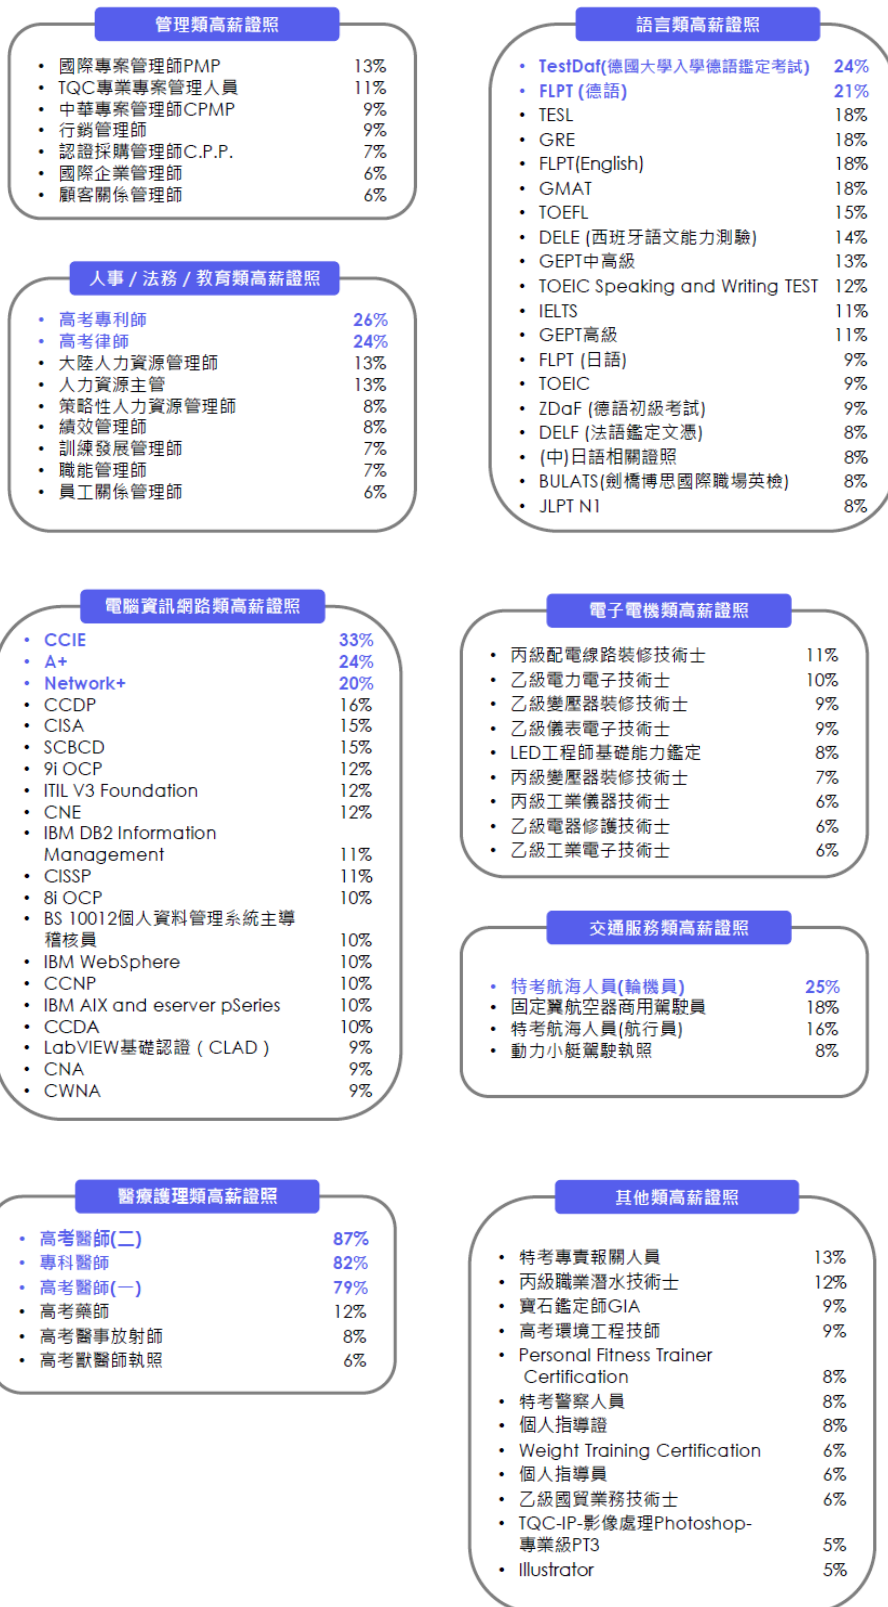 管理類高薪證照
• 國際專案管理師PMP 13%
• TQC專業專案管理人員 11%
• 中華專案管理師CPMP 9%
• 行銷管理師 9%
• 認證採購管理師C.P.P. 7%
• 國際企業管理師 6%
• 顧客關係管理師 6%
語言類高薪證照
• TestDaf(德國大學入學德語鑑定考試) 24%
• FLPT (德語) 21%
• TESL 18%
• GRE 18%
• FLPT(English) 18%
• GMAT 18%
• TOEFL 15%
• DELE (西班牙語文能力測驗) 14%
• GEPT中高級 13%
• TOEIC Speaking and Writing TEST 12%
• IELTS 11%
• GEPT高級 11%
• FLPT (日語) 9%
• TOEIC 9%
• ZDaF (德語初級考試) 9%
• DELF (法語鑑定文憑) 8%
• (中)日語相關證照 8%
• BULATS(劍橋博思國際職場英檢) 8%
• JLPT N1 8%
人事 / 法務 / 教育類高薪證照
• 高考專利師 26%
• 高考律師 24%
• 大陸人力資源管理師 13%
• 人力資源主管 13%
• 策略性人力資源管理師 8%
• 績效管理師 8%
• 訓練發展管理師 7%
• 職能管理師 7%
• 員工關係管理師 6%
電腦資訊網路類高薪證照
• CCIE 33%
• A+ 24%
• Network+ 20%
• CCDP 16%
• CISA 15%
• SCBCD 15%
• 9i OCP 12%
• ITIL V3 Foundation 12%
• CNE 12%
• IBM DB2 Information
Management 11%
• CISSP 11%
• 8i OCP 10%
• BS 10012個人資料管理系統主導
稽核員 10%
• IBM WebSphere 10%
• CCNP 10%
• IBM AIX and eserver pSeries 10%
• CCDA 10%
• LabVIEW基礎認證 ( CLAD ) 9%
• CNA 9%
• CWNA 9%
電子電機類高薪證照
• 丙級配電線路裝修技術士 11%
• 乙級電力電子技術士 10%
• 乙級變壓器裝修技術士 9%
• 乙級儀表電子技術士 9%
• LED工程師基礎能力鑑定 8%
• 丙級變壓器裝修技術士 7%
• 丙級工業儀器技術士 6%
• 乙級電器修護技術士 6%
• 乙級工業電子技術士 6%
交通服務類高薪證照
• 特考航海人員(輪機員) 25%
• 固定翼航空器商用駕駛員 18%
• 特考航海人員(航行員) 16%
• 動力小艇駕駛執照 8%
醫療護理類高薪證照
• 高考醫師(二) 87%
• 專科醫師 82%
• 高考醫師(一) 79%
• 高考藥師 12%
• 高考醫事放射師 8%
• 高考獸醫師執照 6%
其他類高薪證照
• 特考專責報關人員 13%
• 丙級職業潛水技術士 12%
• 寶石鑑定師GIA 9%
• 高考環境工程技師 9%
• Personal Fitness Trainer
Certification 8%
• 特考警察人員 8%
• 個人指導證 8%
• Weight Training Certification 6%
• 個人指導員 6%
• 乙級國貿業務技術士 6%
• TQC-IP-影像處理Photoshop-
專業級PT3 5%
• Illustrator 5%